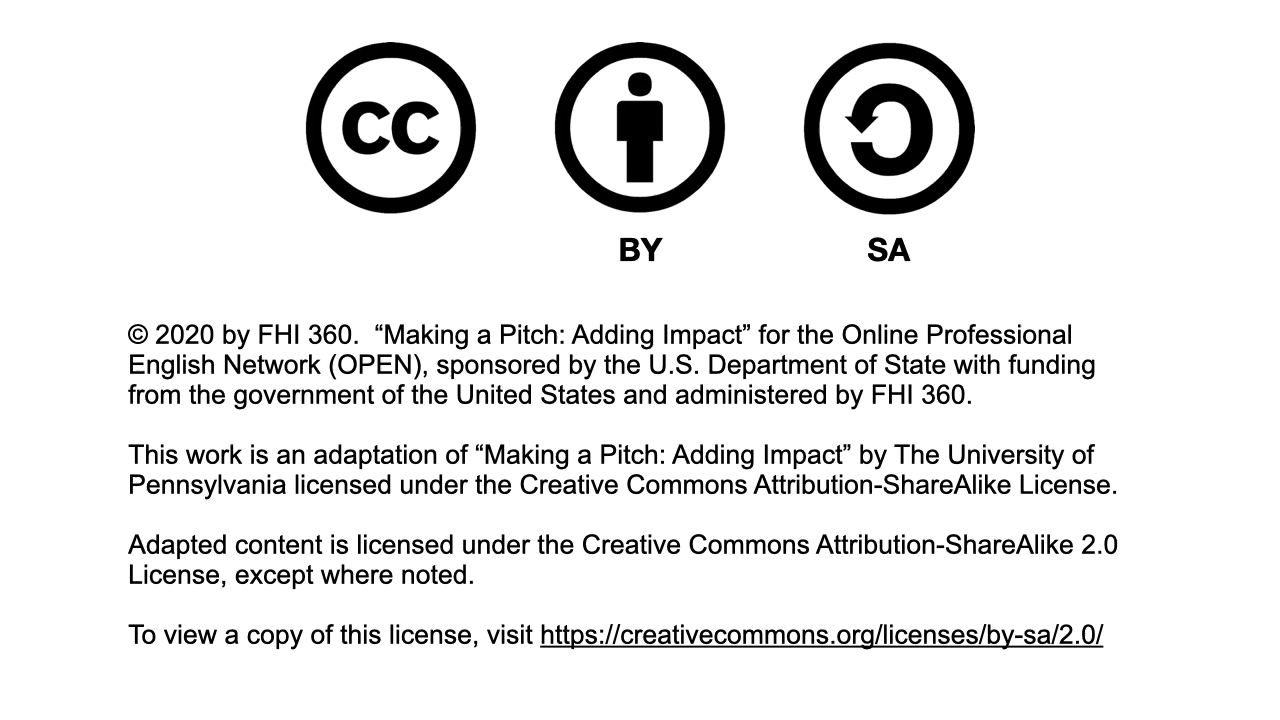 CC
BY SA
© 2020 by FHI 360.  “Making a Pitch: Adding Impact” for the Online Professional
English Network (OPEN), sponsored by the U.S. Department of State with funding
from the government of the United States and administered by FHI 360.
This work is an adaptation of “Making a Pitch: Adding Impact” by The University of
Pennsylvania licensed under the Creative Commons Attribution-ShareAlike License.
Adapted content is licensed under the Creative Commons Attribution-ShareAlike 2.0
License, except where noted.
To view a copy of this license, visit https://creativecommons.org/licenses/by-sa/2.0/